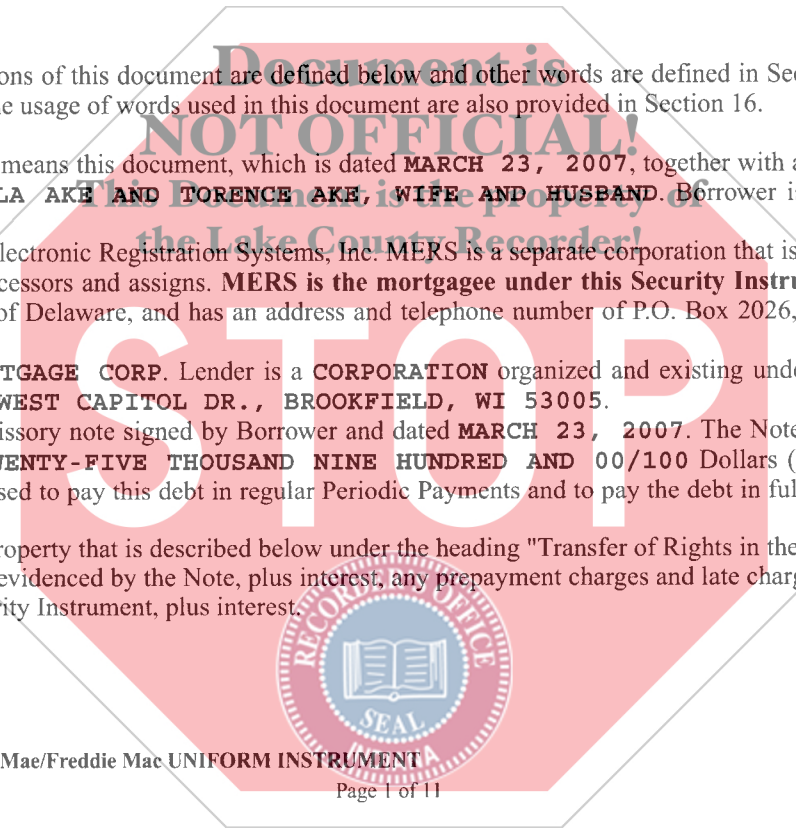 Document is
ons of this document are defined below and other words are defined in Sec
e usage of words used in this document are also provided in Section 16.
NOT OFFICIAL!
means this document, which is dated MARCH 23, 2007, together with a
LA AKE AND TORENCE AKE, WIFE AND HUSBAND. Borrower i
This Document is the property of
the Lake County Recorder!
lectronic Registration Systems, Inc. MERS is a separate corporation that is
cessors and assigns. MERS is the mortgagee under this Security Instru
of Delaware, and has an address and telephone number of P.O. Box 2026,
STOP
TGAGE CORP. Lender is a CORPORATION organized and existing unde
WEST CAPITOL DR., BROOKFIELD, WI 53005.
issory note signed by Borrower and dated MARCH 23, 2007. The Note
WENTY-FIVE THOUSAND NINE HUNDRED AND 00/100 Dollars (
sed to pay this debt in regular Periodic Payments and to pay the debt in ful
roperty that is described below under the heading "Transfer of Rights in the
evidenced by the Note, plus interest, any prepayment charges and late charg
ity Instrument, plus interest.
RECORDER'S OFFICE
SEAL
INDIANA
Mae/Freddie Mac UNIFORM INSTRUMENT
Page 1 of 11